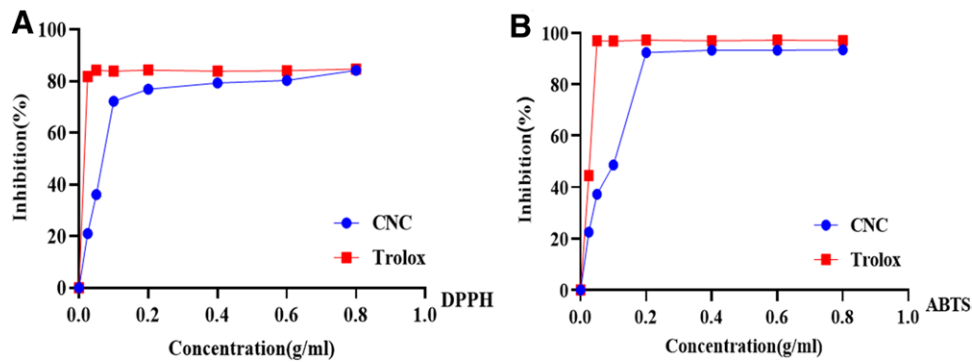 A
Inhibition(%)
100
80
60
40
20
0
0.0 0.2 0.4 0.6 0.8 1.0
CNC
Trolox
DPPH
Concentration(g/ml)
B
Inhibition(%)
100
80
60
40
20
0
0.0 0.2 0.4 0.6 0.8 1.0
CNC
Trolox
ABTS
Concentration(g/ml)